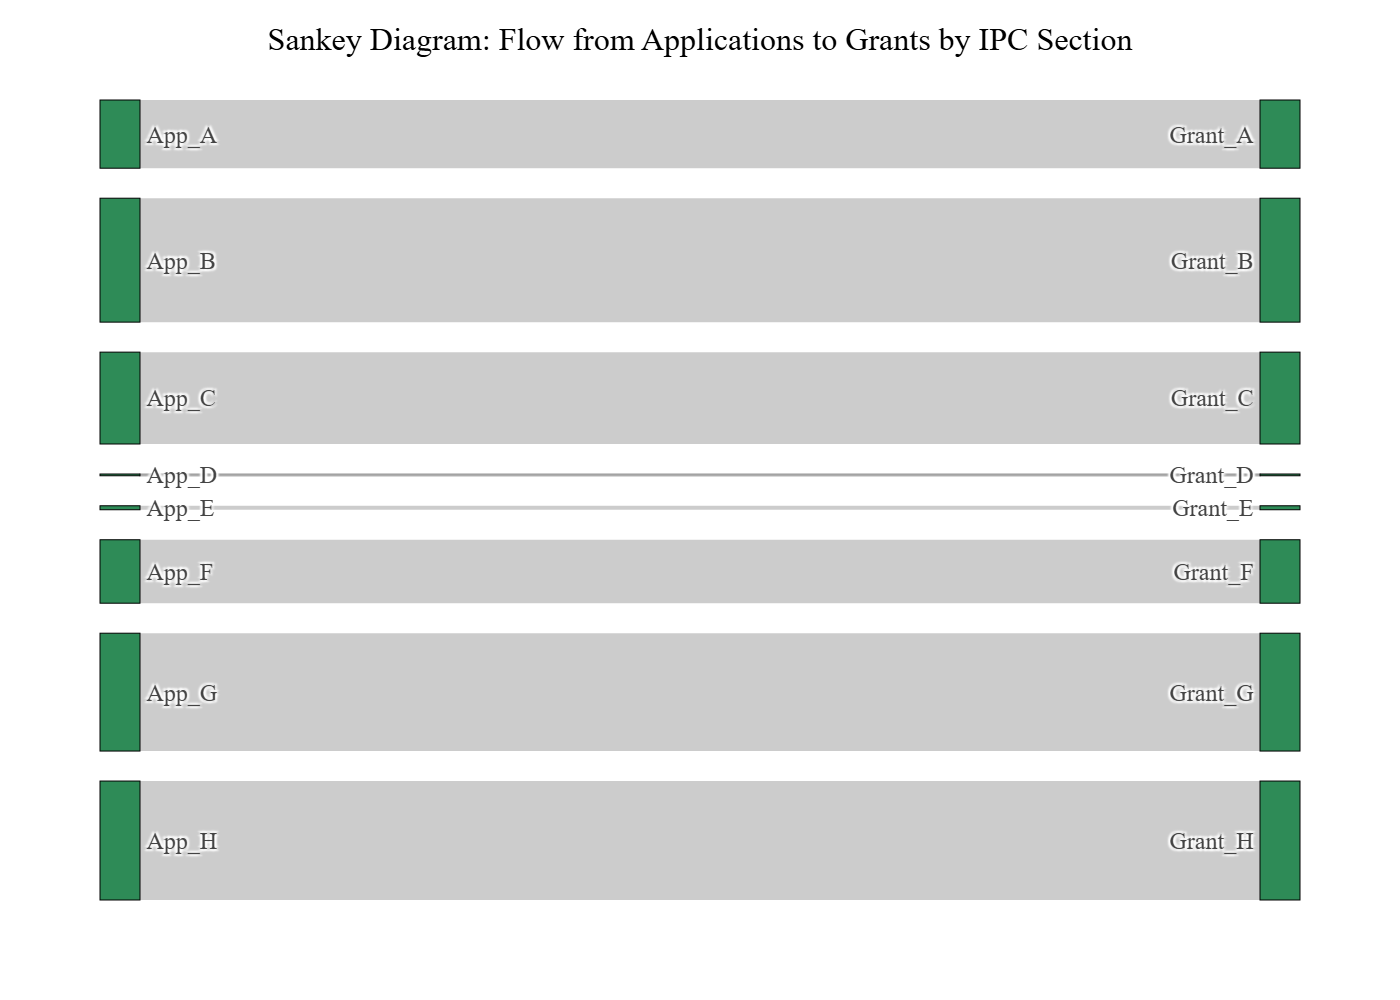 Sankey Diagram: Flow from Applications to Grants by IPC Section
App_A
Grant_A
App_B
Grant_B
App_C
Grant_C
App_D
Grant_D
App_E
Grant_E
App_F
Grant_F
App_G
Grant_G
App_H
Grant_H